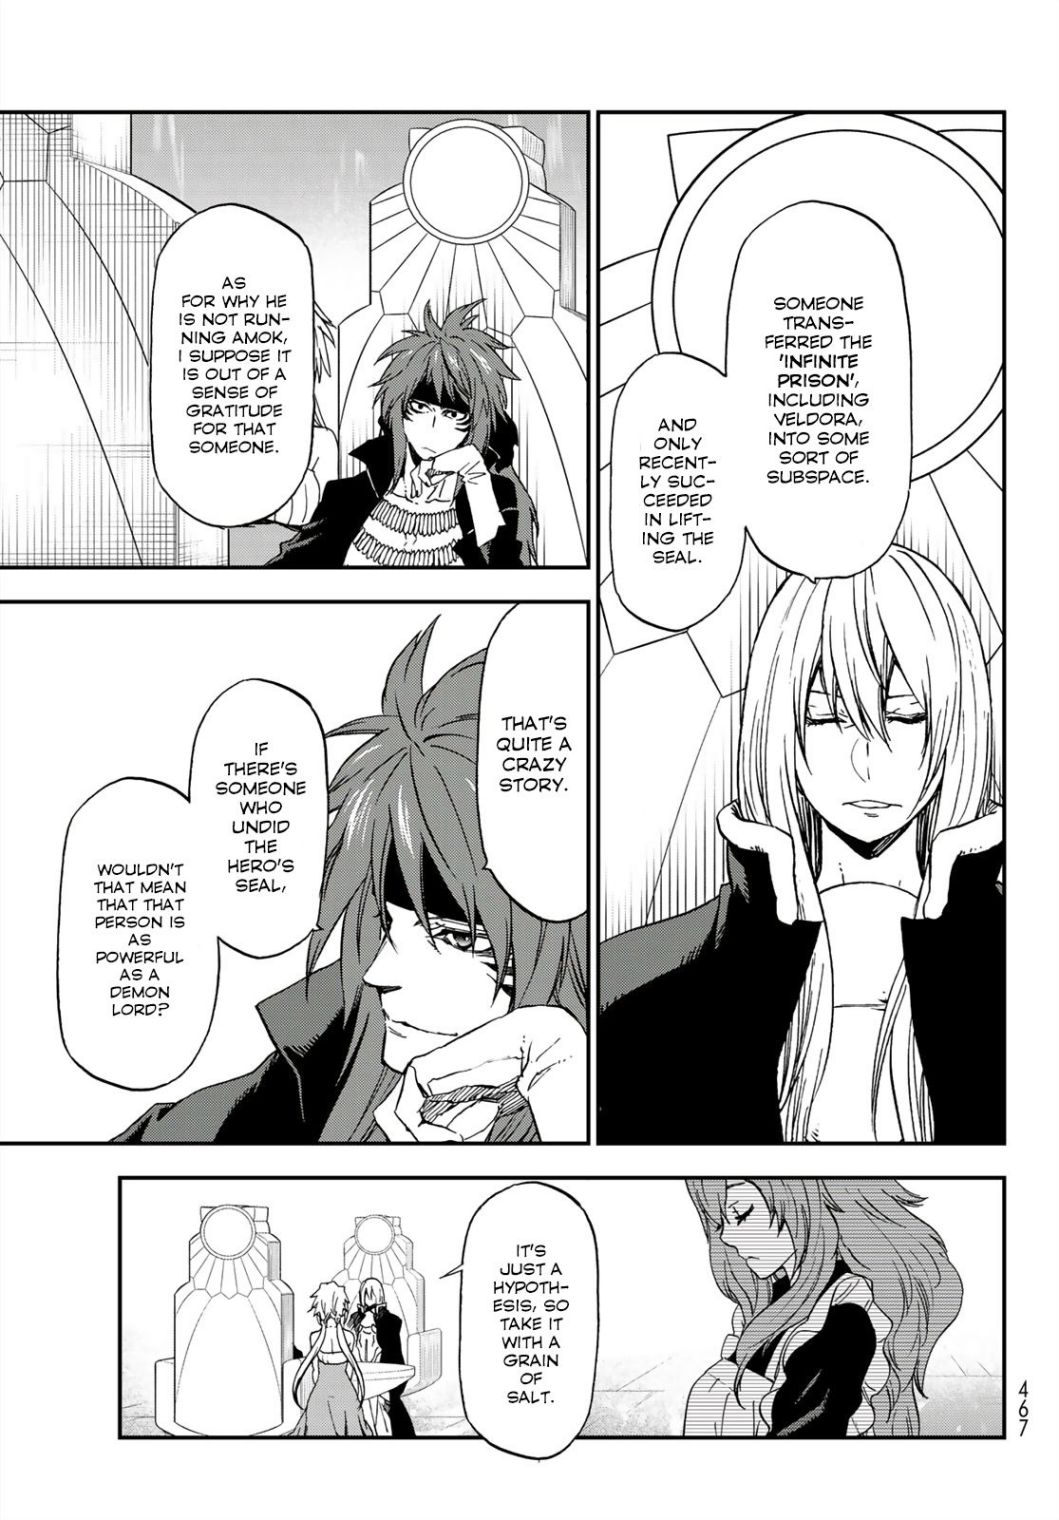 SOMEONE
TRANS-
FERRED THE
'INFINITE
PRISON',
INCLUDING
VELDORA,
INTO SOME
SORT OF
SUBSPACE.
AND
ONLY
RECENT-
LY SUC-
CEEDED
IN LIFT-
ING THE
SEAL.
AS
FOR WHY HE
IS NOT RUN-
NING AMOK,
I SUPPOSE IT
IS OUT OF A
SENSE OF
GRATITUDE
FOR THAT
SOMEONE.
THAT'S
QUITE A
CRAZY
STORY.
IF
THERE'S
SOMEONE
WHO
UNDID
THE
HERO'S
SEAL,
WOULDN'T
THAT MEAN
THAT THAT
PERSON IS
AS
POWERFUL
AS A
DEMON
LORD?
IT'S
JUST A
HYPOTH-
ESIS, SO
TAKE IT
WITH A
GRAIN
OF
SALT.
467